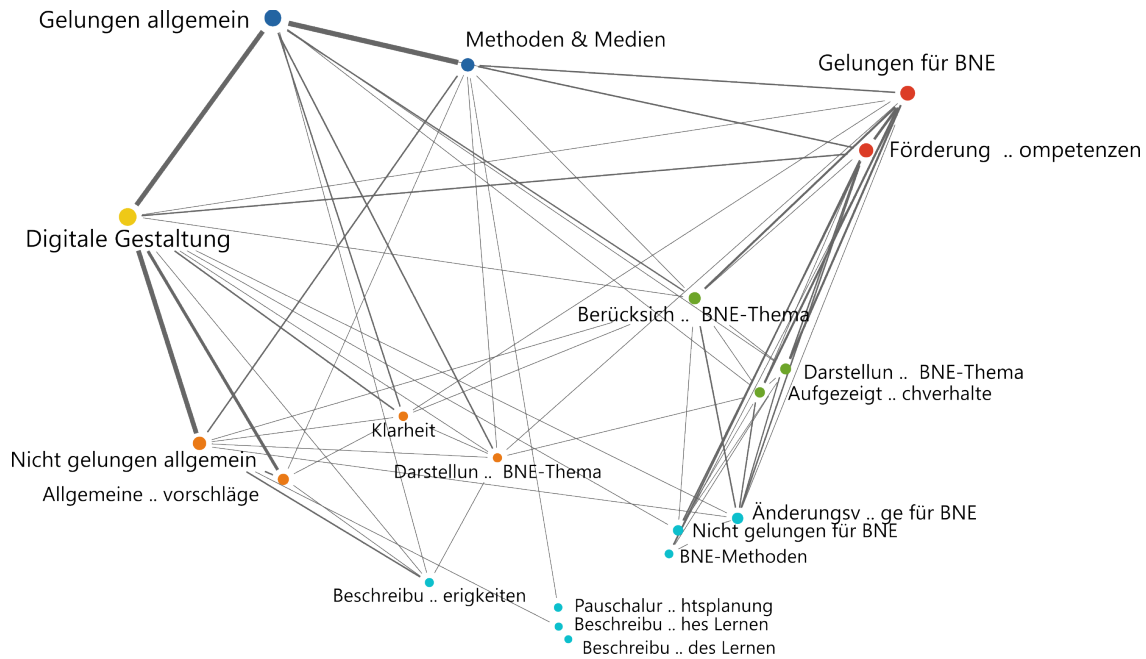 Gelungen allgemein
Methoden & Medien
Gelungen für BNE
Förderung .. ompetenzen
Digitale Gestaltung
Berücksich .. BNE-Thema
Darstellun .. BNE-Thema
Aufgezeigt .. chverhalte
Klarheit
Nicht gelungen allgemein
Darstellun .. BNE-Thema
Allgemeine .. vorschläge
Änderungsv .. ge für BNE
Nicht gelungen für BNE
BNE-Methoden
Beschreibu .. erigkeiten
Pauschalur .. htsplanung
Beschreibu .. hes Lernen
Beschreibu .. des Lernen